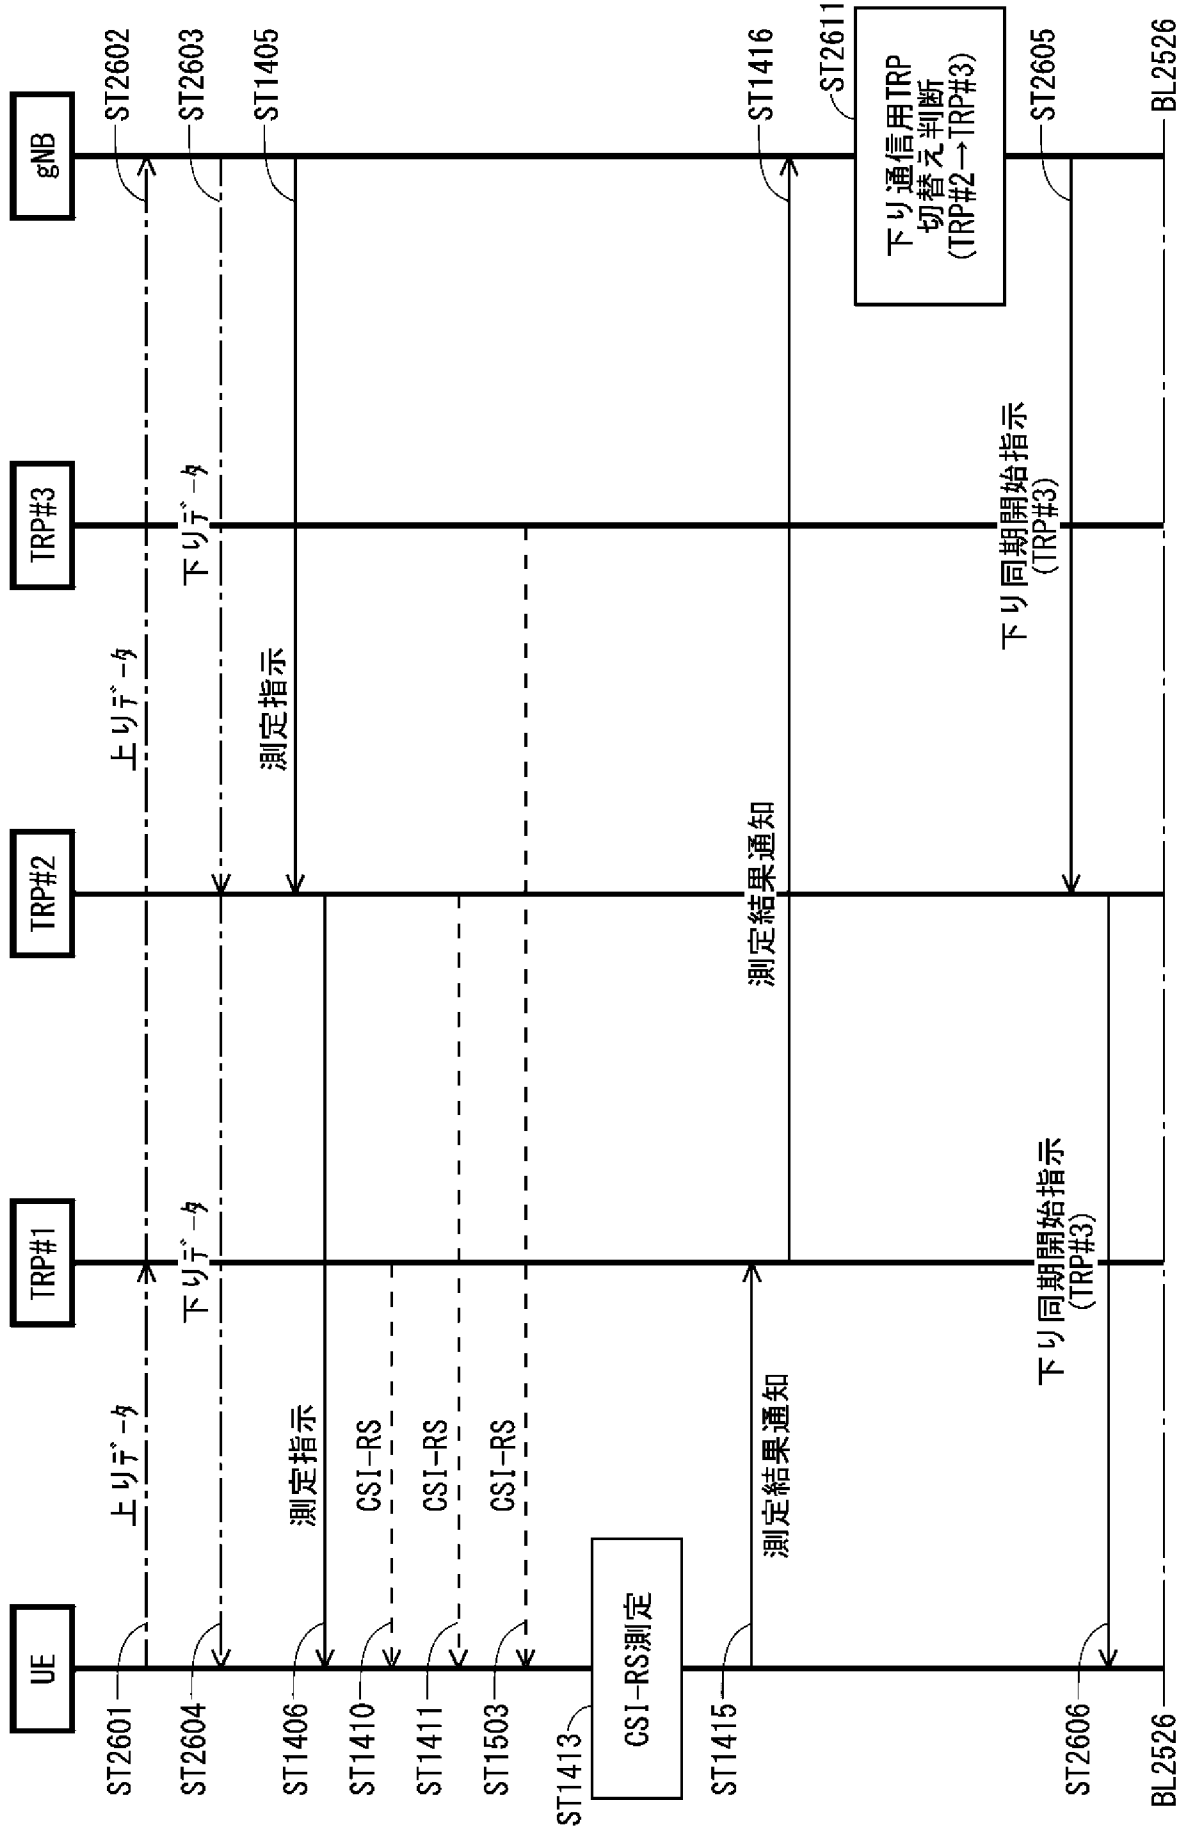 UE
TRP#1
TRP#2
TRP#3
gNB
ST2601
上りデータ
上りデータ
ST2602
ST2604
下りデータ
下りデータ
ST2603
測定指示
ST1405
ST1406
測定指示
ST1410
CSI-RS
ST1411
CSI-RS
ST1503
CSI-RS
ST1413
CSI-RS測定
ST1415
測定結果通知
測定結果通知
ST1416
ST2611
下り通信用TRP
切替え判断
(TRP#2→TRP#3)
下り同期開始指示
(TRP#3)
ST2605
ST2606
下り同期開始指示
(TRP#3)
BL2526
BL2526